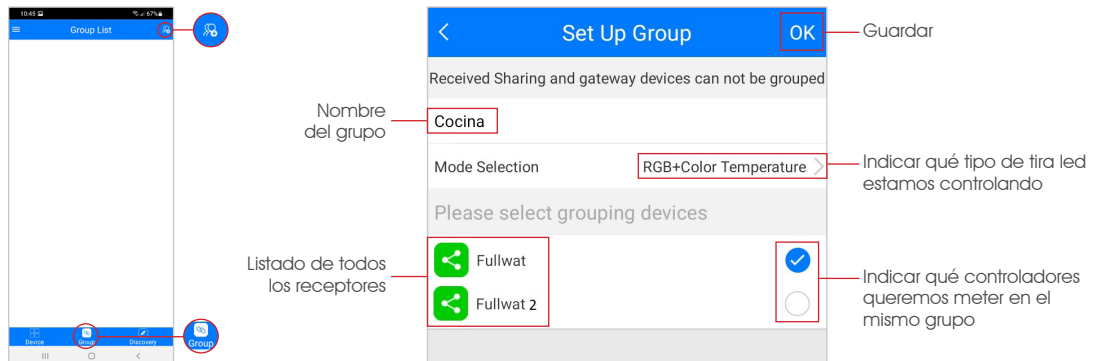 10:45 67%
Group List
Device Group Discovery
Group
Set Up Group OK
Guardar
Received Sharing and gateway devices can not be grouped
Nombre
del grupo
Cocina
Mode Selection RGB+Color Temperature
Indicar qué tipo de tira led
estamos controlando
Please select grouping devices
Listado de todos
los receptores
Fullwat
Fullwat 2
Indicar qué controladores
queremos meter en el
mismo grupo